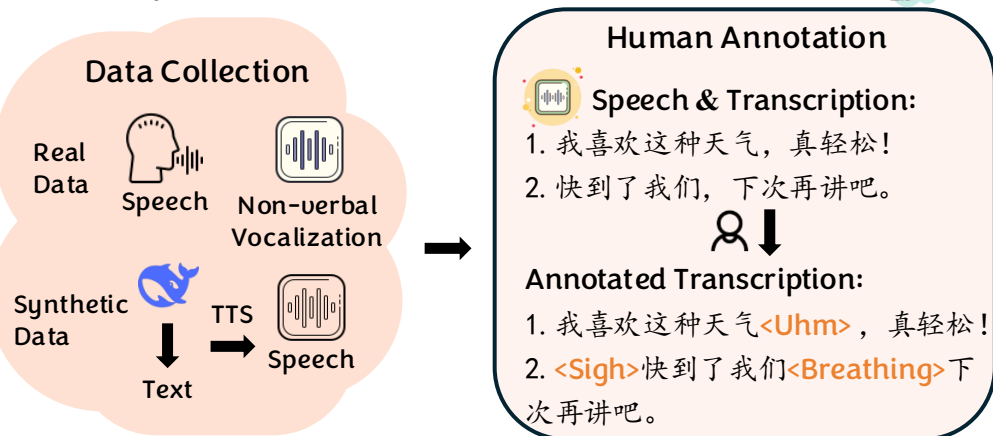 Data Collection
Real
Data
Speech
Non-verbal
Vocalization
Synthetic
Data
TTS
Speech
Text
Human Annotation
Speech & Transcription:
1. 我喜欢这种天气，真轻松！
2. 快到了我们，下次再讲吧。
Annotated Transcription:
1. 我喜欢这种天气<Uhm>，真轻松！
2. <Sigh>快到了我们<Breathing>下
次再讲吧。